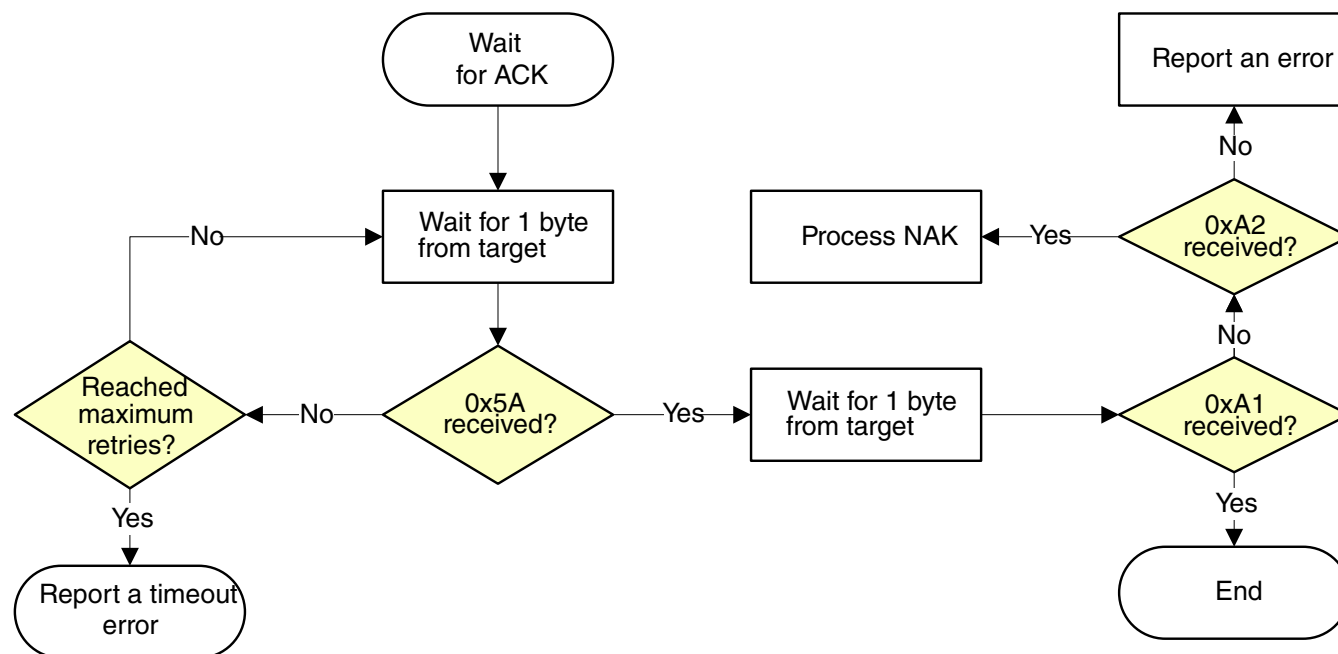 Wait
for ACK
Report an error
No
Wait for 1 byte
from target
No
Process NAK
Yes
0xA2
received?
No
Reached
maximum
retries?
No
0x5A
received?
Yes
Wait for 1 byte
from target
0xA1
received?
Yes
Yes
Report a timeout
error
End